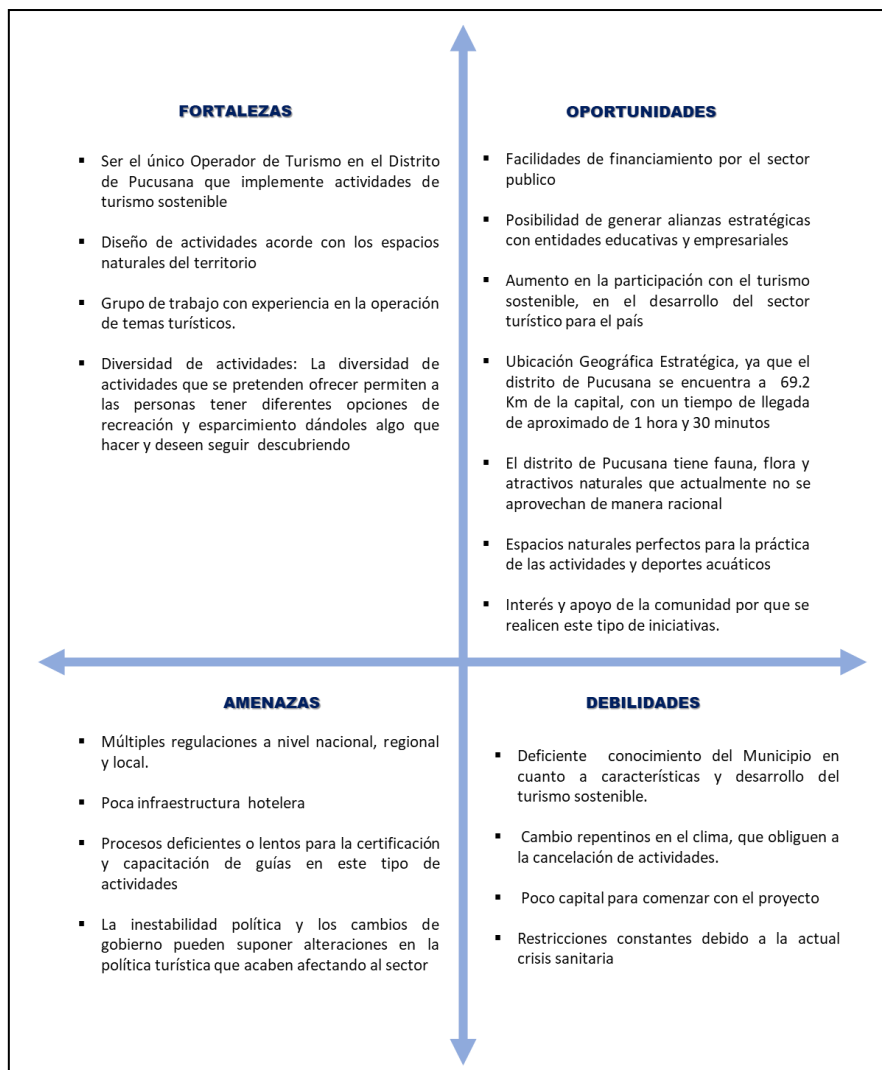 FORTALEZAS
▪ Ser el único Operador de Turismo en el Distrito
de Pucusana que implemente actividades de
turismo sostenible
▪ Diseño de actividades acorde con los espacios
naturales del territorio
▪ Grupo de trabajo con experiencia en la operación
de temas turísticos.
▪ Diversidad de actividades: La diversidad de
actividades que se pretenden ofrecer permiten a
las personas tener diferentes opciones de
recreación y esparcimiento dándoles algo que
hacer y deseen seguir descubriendo
OPORTUNIDADES
▪ Facilidades de financiamiento por el sector
publico
▪ Posibilidad de generar alianzas estratégicas
con entidades educativas y empresariales
▪ Aumento en la participación con el turismo
sostenible, en el desarrollo del sector
turístico para el país
▪ Ubicación Geográfica Estratégica, ya que el
distrito de Pucusana se encuentra a 69.2
Km de la capital, con un tiempo de llegada
de aproximado de 1 hora y 30 minutos
▪ El distrito de Pucusana tiene fauna, flora y
atractivos naturales que actualmente no se
aprovechan de manera racional
▪ Espacios naturales perfectos para la práctica
de las actividades y deportes acuáticos
▪ Interés y apoyo de la comunidad por que se
realicen este tipo de iniciativas.
AMENAZAS
▪ Múltiples regulaciones a nivel nacional, regional
y local.
▪ Poca infraestructura hotelera
▪ Procesos deficientes o lentos para la certificación
y capacitación de guías en este tipo de
actividades
▪ La inestabilidad política y los cambios de
gobierno pueden suponer alteraciones en la
política turística que acaben afectando al sector
DEBILIDADES
▪ Deficiente conocimiento del Municipio en
cuanto a características y desarrollo del
turismo sostenible.
▪ Cambio repentinos en el clima, que obliguen a
la cancelación de actividades.
▪ Poco capital para comenzar con el proyecto
▪ Restricciones constantes debido a la actual
crisis sanitaria